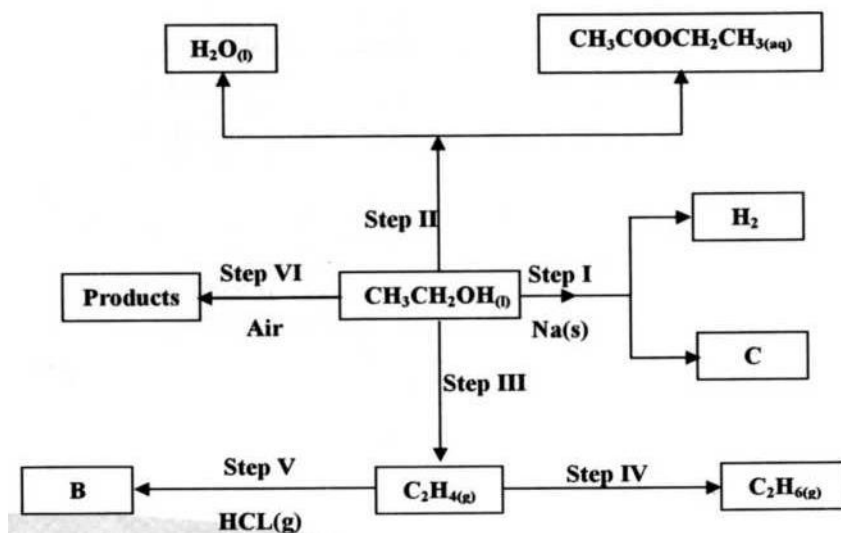 H₂O₍ₗ₎
CH₃COOCH₂CH₃₍ₐq₎
Step II
H₂
Step VI
Step I
Products
CH₃CH₂OH₍ₗ₎
Air
Na(s)
C
Step III
Step V
Step IV
B
C₂H₄₍g₎
C₂H₆₍g₎
HCL(g)